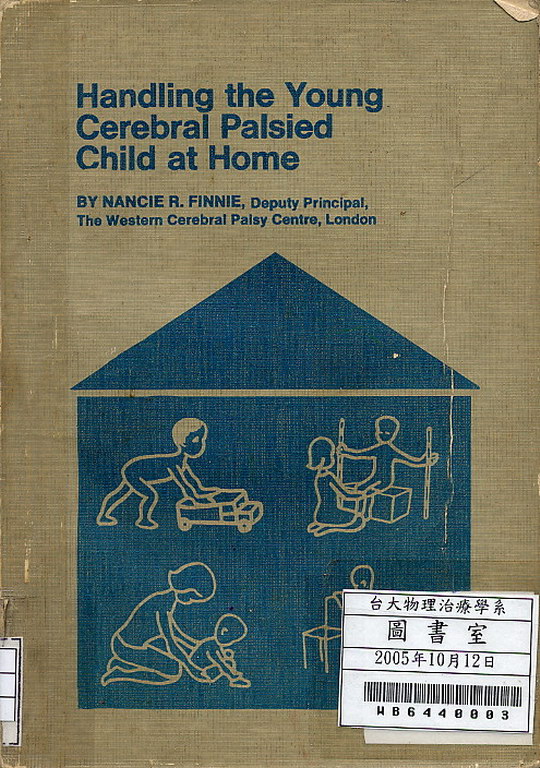 Handling the Young
Cerebral Palsied
Child at Home
BY NANCIE R. FINNIE, Deputy Principal,
The Western Cerebral Palsy Centre, London
台大物理治療學系
圖書室
2005年10月12日
WB6440003